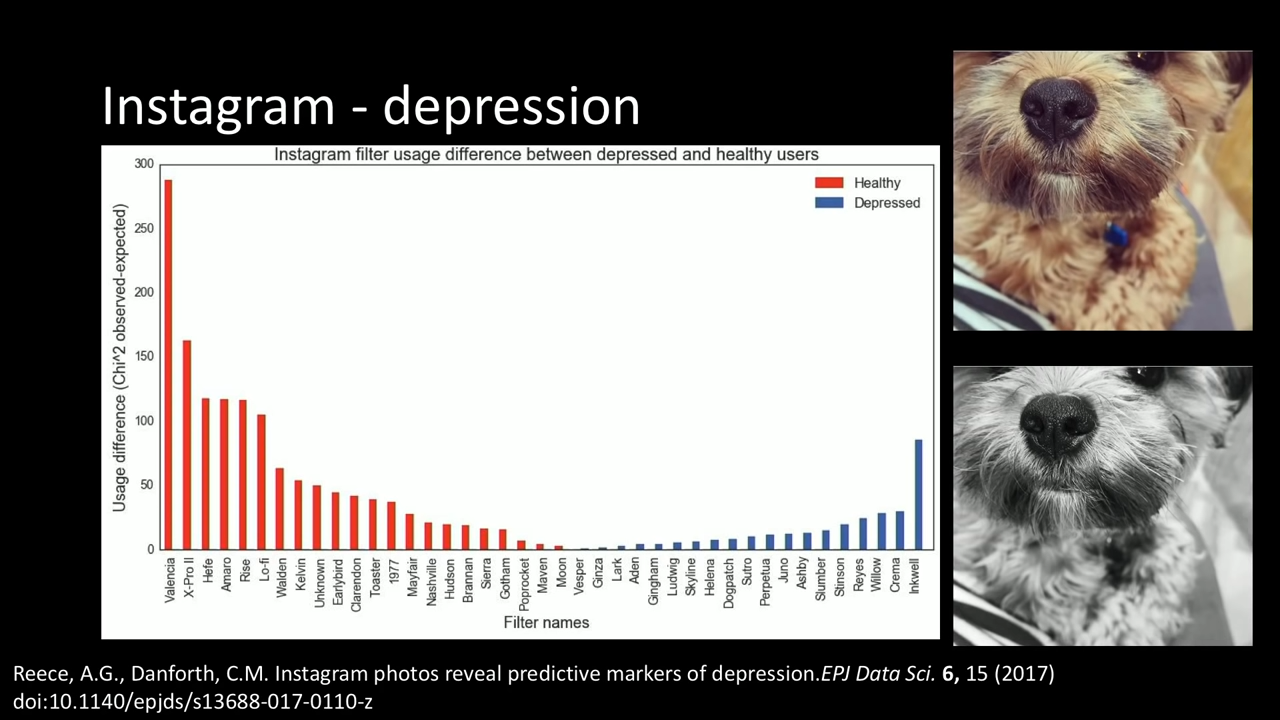 Instagram - depression
Instagram filter usage difference between depressed and healthy users
Usage difference (Chi^2 observed-expected)
300
250
200
150
100
50
0
Healthy
Depressed
Valencia
X-Pro II
Hefe
Amaro
Rise
Lo-fi
Walden
Kelvin
Unknown
Earlybird
Clarendon
Toaster
1977
Mayfair
Nashville
Hudson
Brannan
Sierra
Gotham
Poprocket
Maven
Moon
Vesper
Ginza
Lark
Aden
Gingham
Ludwig
Skyline
Helena
Dogpatch
Sutro
Perpetua
Juno
Ashby
Slumber
Stinson
Reyes
Willow
Crema
Inkwell
Filter names
Reece, A.G., Danforth, C.M. Instagram photos reveal predictive markers of depression.EPJ Data Sci. 6, 15 (2017)
doi:10.1140/epjds/s13688-017-0110-z